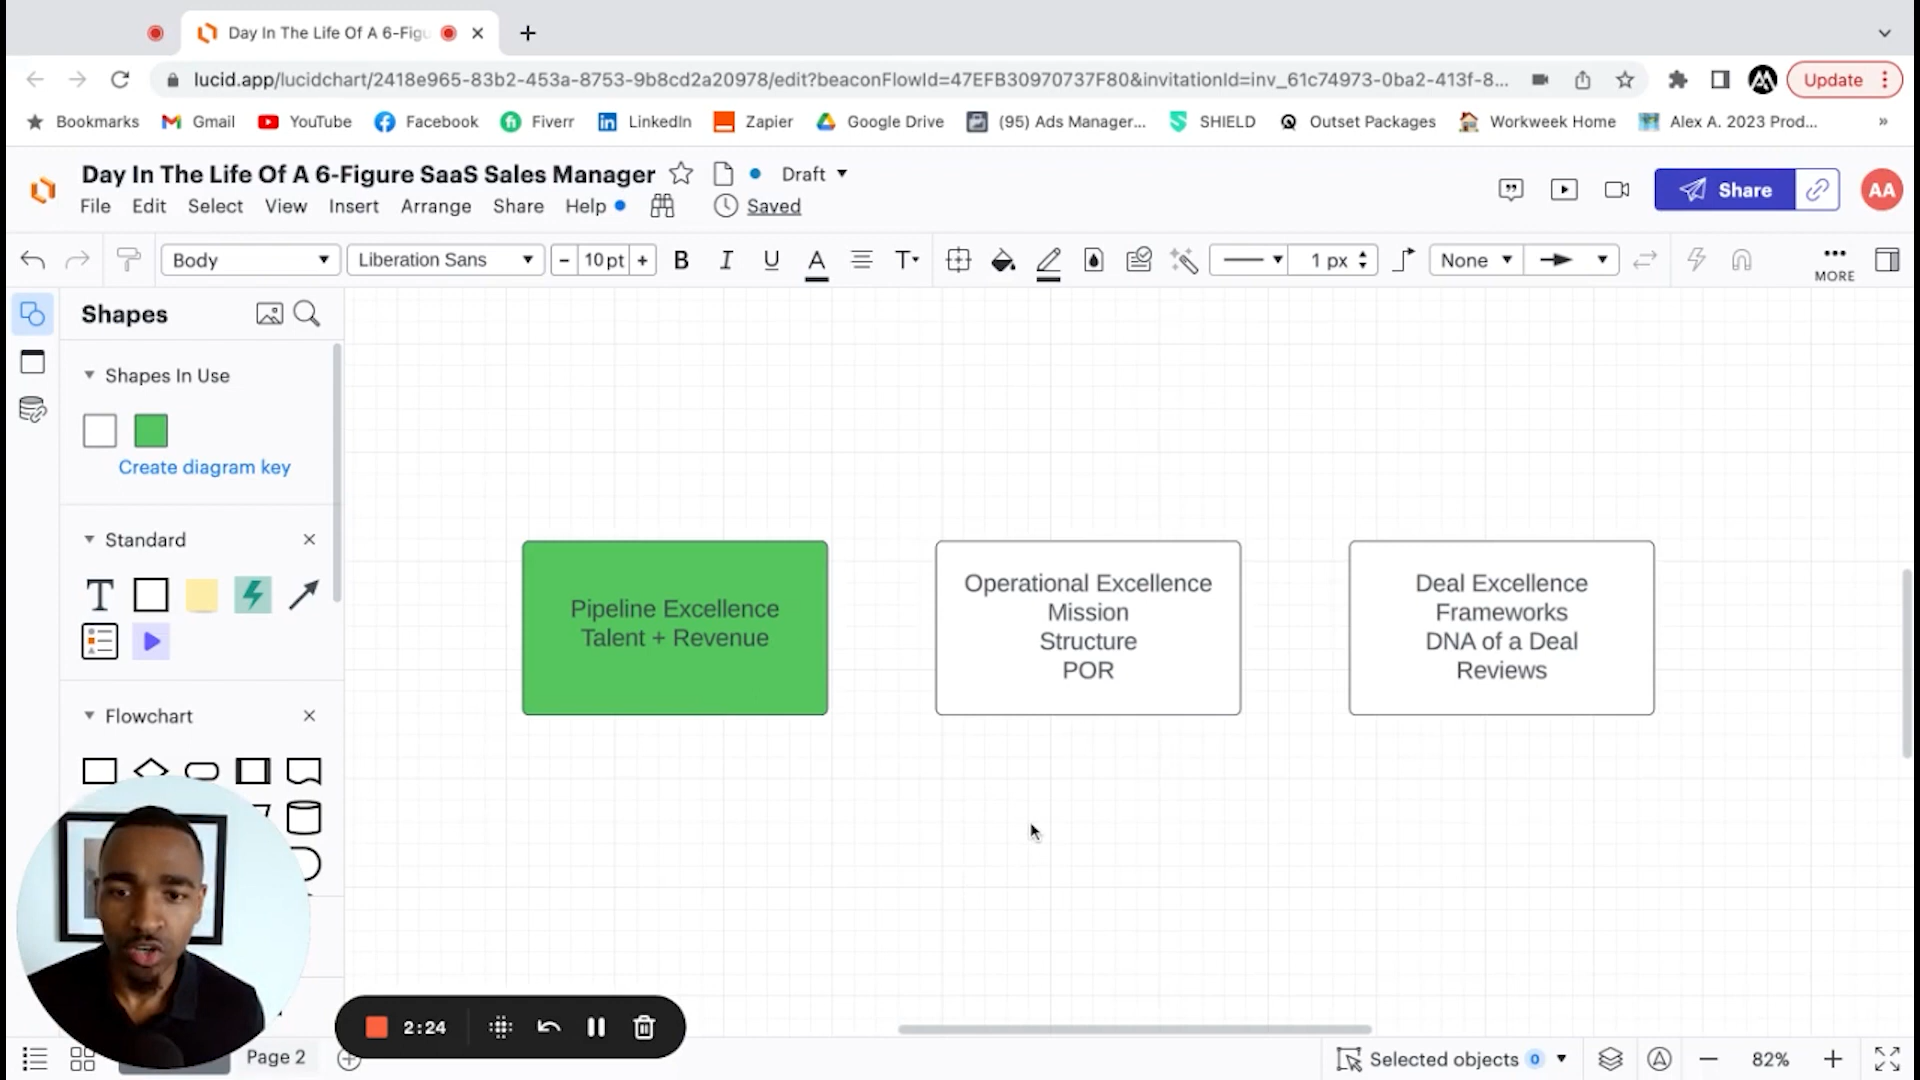 Day In The Life Of A 6-Figu
lucid.app/lucidchart/2418e965-83b2-453a-8753-9b8cd2a20978/edit?beaconFlowId=47EFB30970737F80&invitationId=inv_61c74973-0ba2-413f-8...
Update
Bookmarks Gmail YouTube Facebook Fiverr LinkedIn Zapier Google Drive (95) Ads Manager... SHIELD Outset Packages Workweek Home Alex A. 2023 Prod... »
Day In The Life Of A 6-Figure SaaS Sales Manager Draft
File Edit Select View Insert Arrange Share Help Saved
Share
AA
Body Liberation Sans - 10 pt + B I U A T 1 px None
MORE
Shapes
Shapes In Use
Create diagram key
Standard
T
Flowchart
Pipeline Excellence
Talent + Revenue
Operational Excellence
Mission
Structure
POR
Deal Excellence
Frameworks
DNA of a Deal
Reviews
2:24
Page 2
Selected objects 0
82%